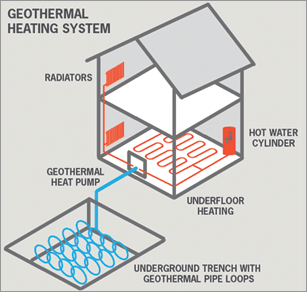 GEOTHERMAL
HEATING SYSTEM
RADIATORS
HOT WATER
CYLINDER
GEOTHERMAL
HEAT PUMP
UNDERFLOOR
HEATING
UNDERGROUND TRENCH WITH
GEOTHERMAL PIPE LOOPS